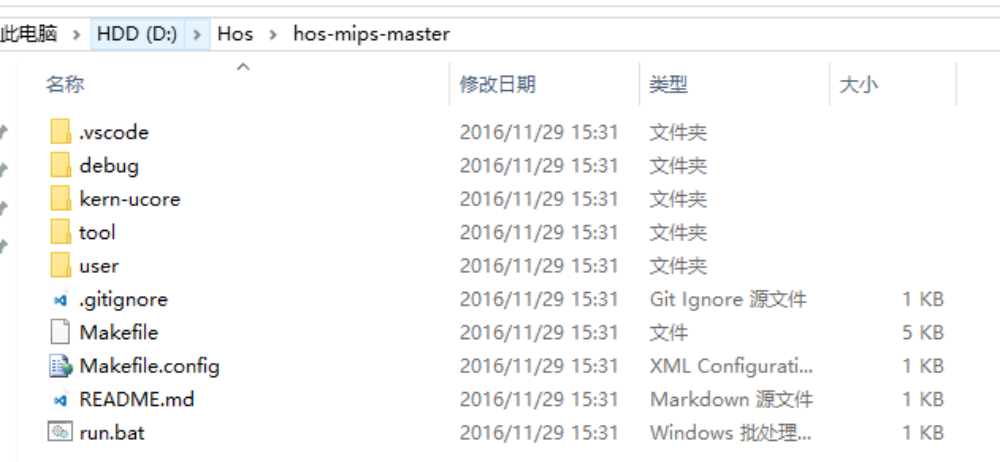 此电脑 > HDD (D:) > Hos > hos-mips-master
名称 修改日期 类型 大小
.vscode 2016/11/29 15:31 文件夹
debug 2016/11/29 15:31 文件夹
kern-ucore 2016/11/29 15:31 文件夹
tool 2016/11/29 15:31 文件夹
user 2016/11/29 15:31 文件夹
.gitignore 2016/11/29 15:31 Git Ignore 源文件 1 KB
Makefile 2016/11/29 15:31 文件 5 KB
Makefile.config 2016/11/29 15:31 XML Configurati... 1 KB
README.md 2016/11/29 15:31 Markdown 源文件 1 KB
run.bat 2016/11/29 15:31 Windows 批处理... 1 KB